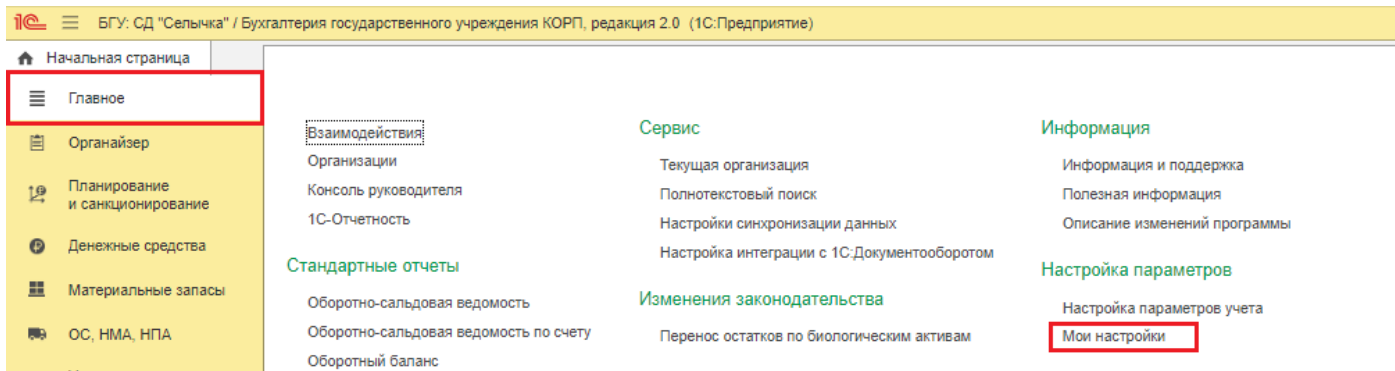 1С БГУ: СД "Селычка" / Бухгалтерия государственного учреждения КОРП, редакция 2.0 (1С:Предприятие)
Начальная страница
Главное
Органайзер
Планирование
и санкционирование
Денежные средства
Материальные запасы
ОС, НМА, НПА
Взаимодействия
Организации
Консоль руководителя
1С-Отчетность
Стандартные отчеты
Оборотно-сальдовая ведомость
Оборотно-сальдовая ведомость по счету
Оборотный баланс
Сервис
Текущая организация
Полнотекстовый поиск
Настройки синхронизации данных
Настройка интеграции с 1С:Документооборотом
Изменения законодательства
Перенос остатков по биологическим активам
Информация
Информация и поддержка
Полезная информация
Описание изменений программы
Настройка параметров
Настройка параметров учета
Мои настройки